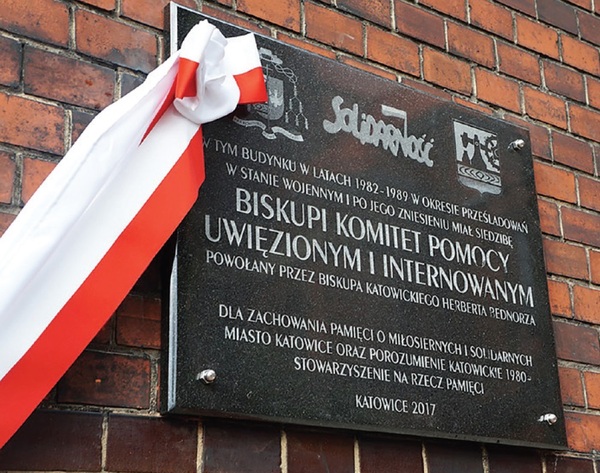 Solidarność
W TYM BUDYNKU W LATACH 1982-1989 W OKRESIE PRZEŚLADOWAŃ
W STANIE WOJENNYM I PO JEGO ZNIESIENIU MIAŁ SIEDZIBĘ
BISKUPI KOMITET POMOCY
UWIĘZIONYM I INTERNOWANYM
POWOŁANY PRZEZ BISKUPA KATOWICKIEGO HERBERTA BEDNORZA
DLA ZACHOWANIA PAMIĘCI O MIŁOSIERNYCH I SOLIDARNYCH
MIASTO KATOWICE ORAZ POROZUMIENIE KATOWICKIE 1980-
STOWARZYSZENIE NA RZECZ PAMIĘCI
KATOWICE 2017